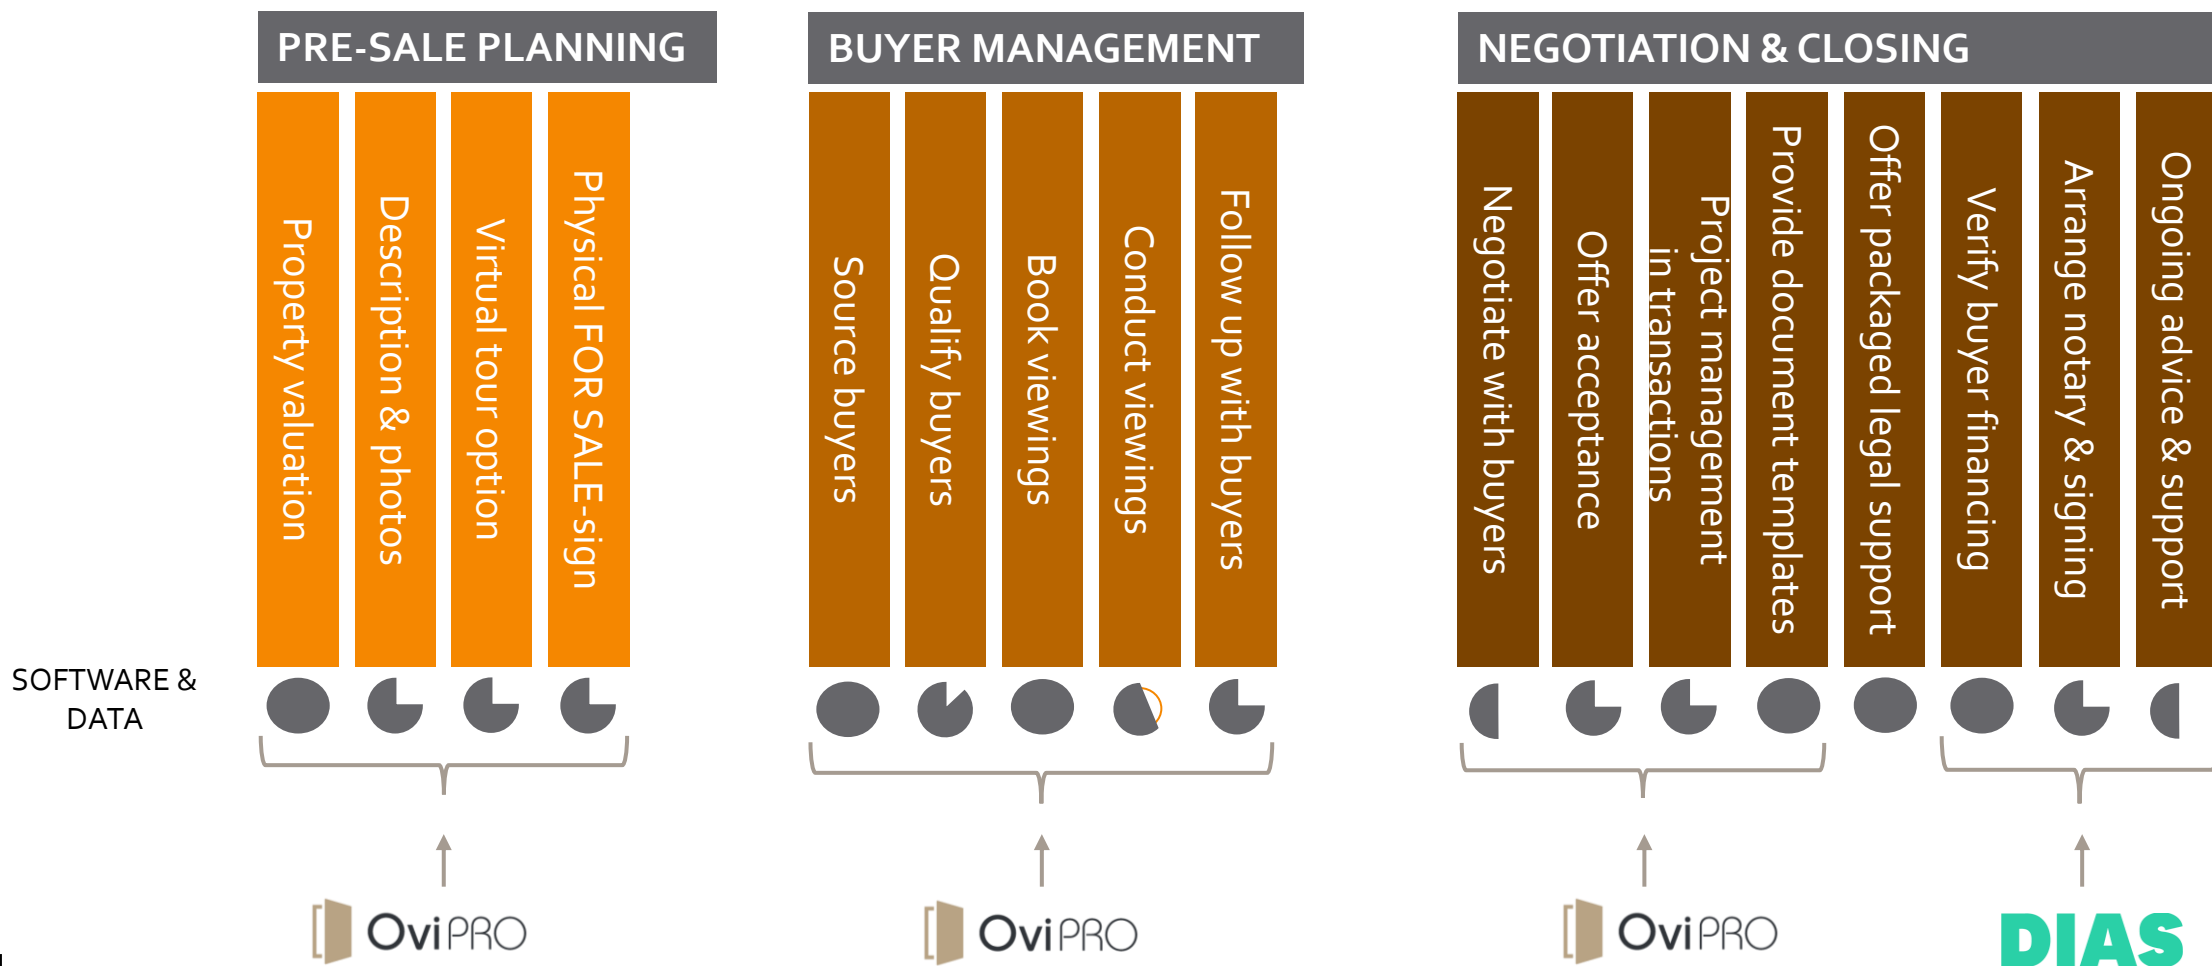 PRE-SALE PLANNING
BUYER MANAGEMENT
NEGOTIATION & CLOSING
Property valuation
Description & photos
Virtual tour option
Physical FOR SALE-sign
Source buyers
Qualify buyers
Book viewings
Conduct viewings
Follow up with buyers
Negotiate with buyers
Offer acceptance
Project management
in transactions
Provide document templates
Offer packaged legal support
Verify buyer financing
Arrange notary & signing
Ongoing advice & support
SOFTWARE &
DATA
OviPRO
OviPRO
OviPRO
DIAS